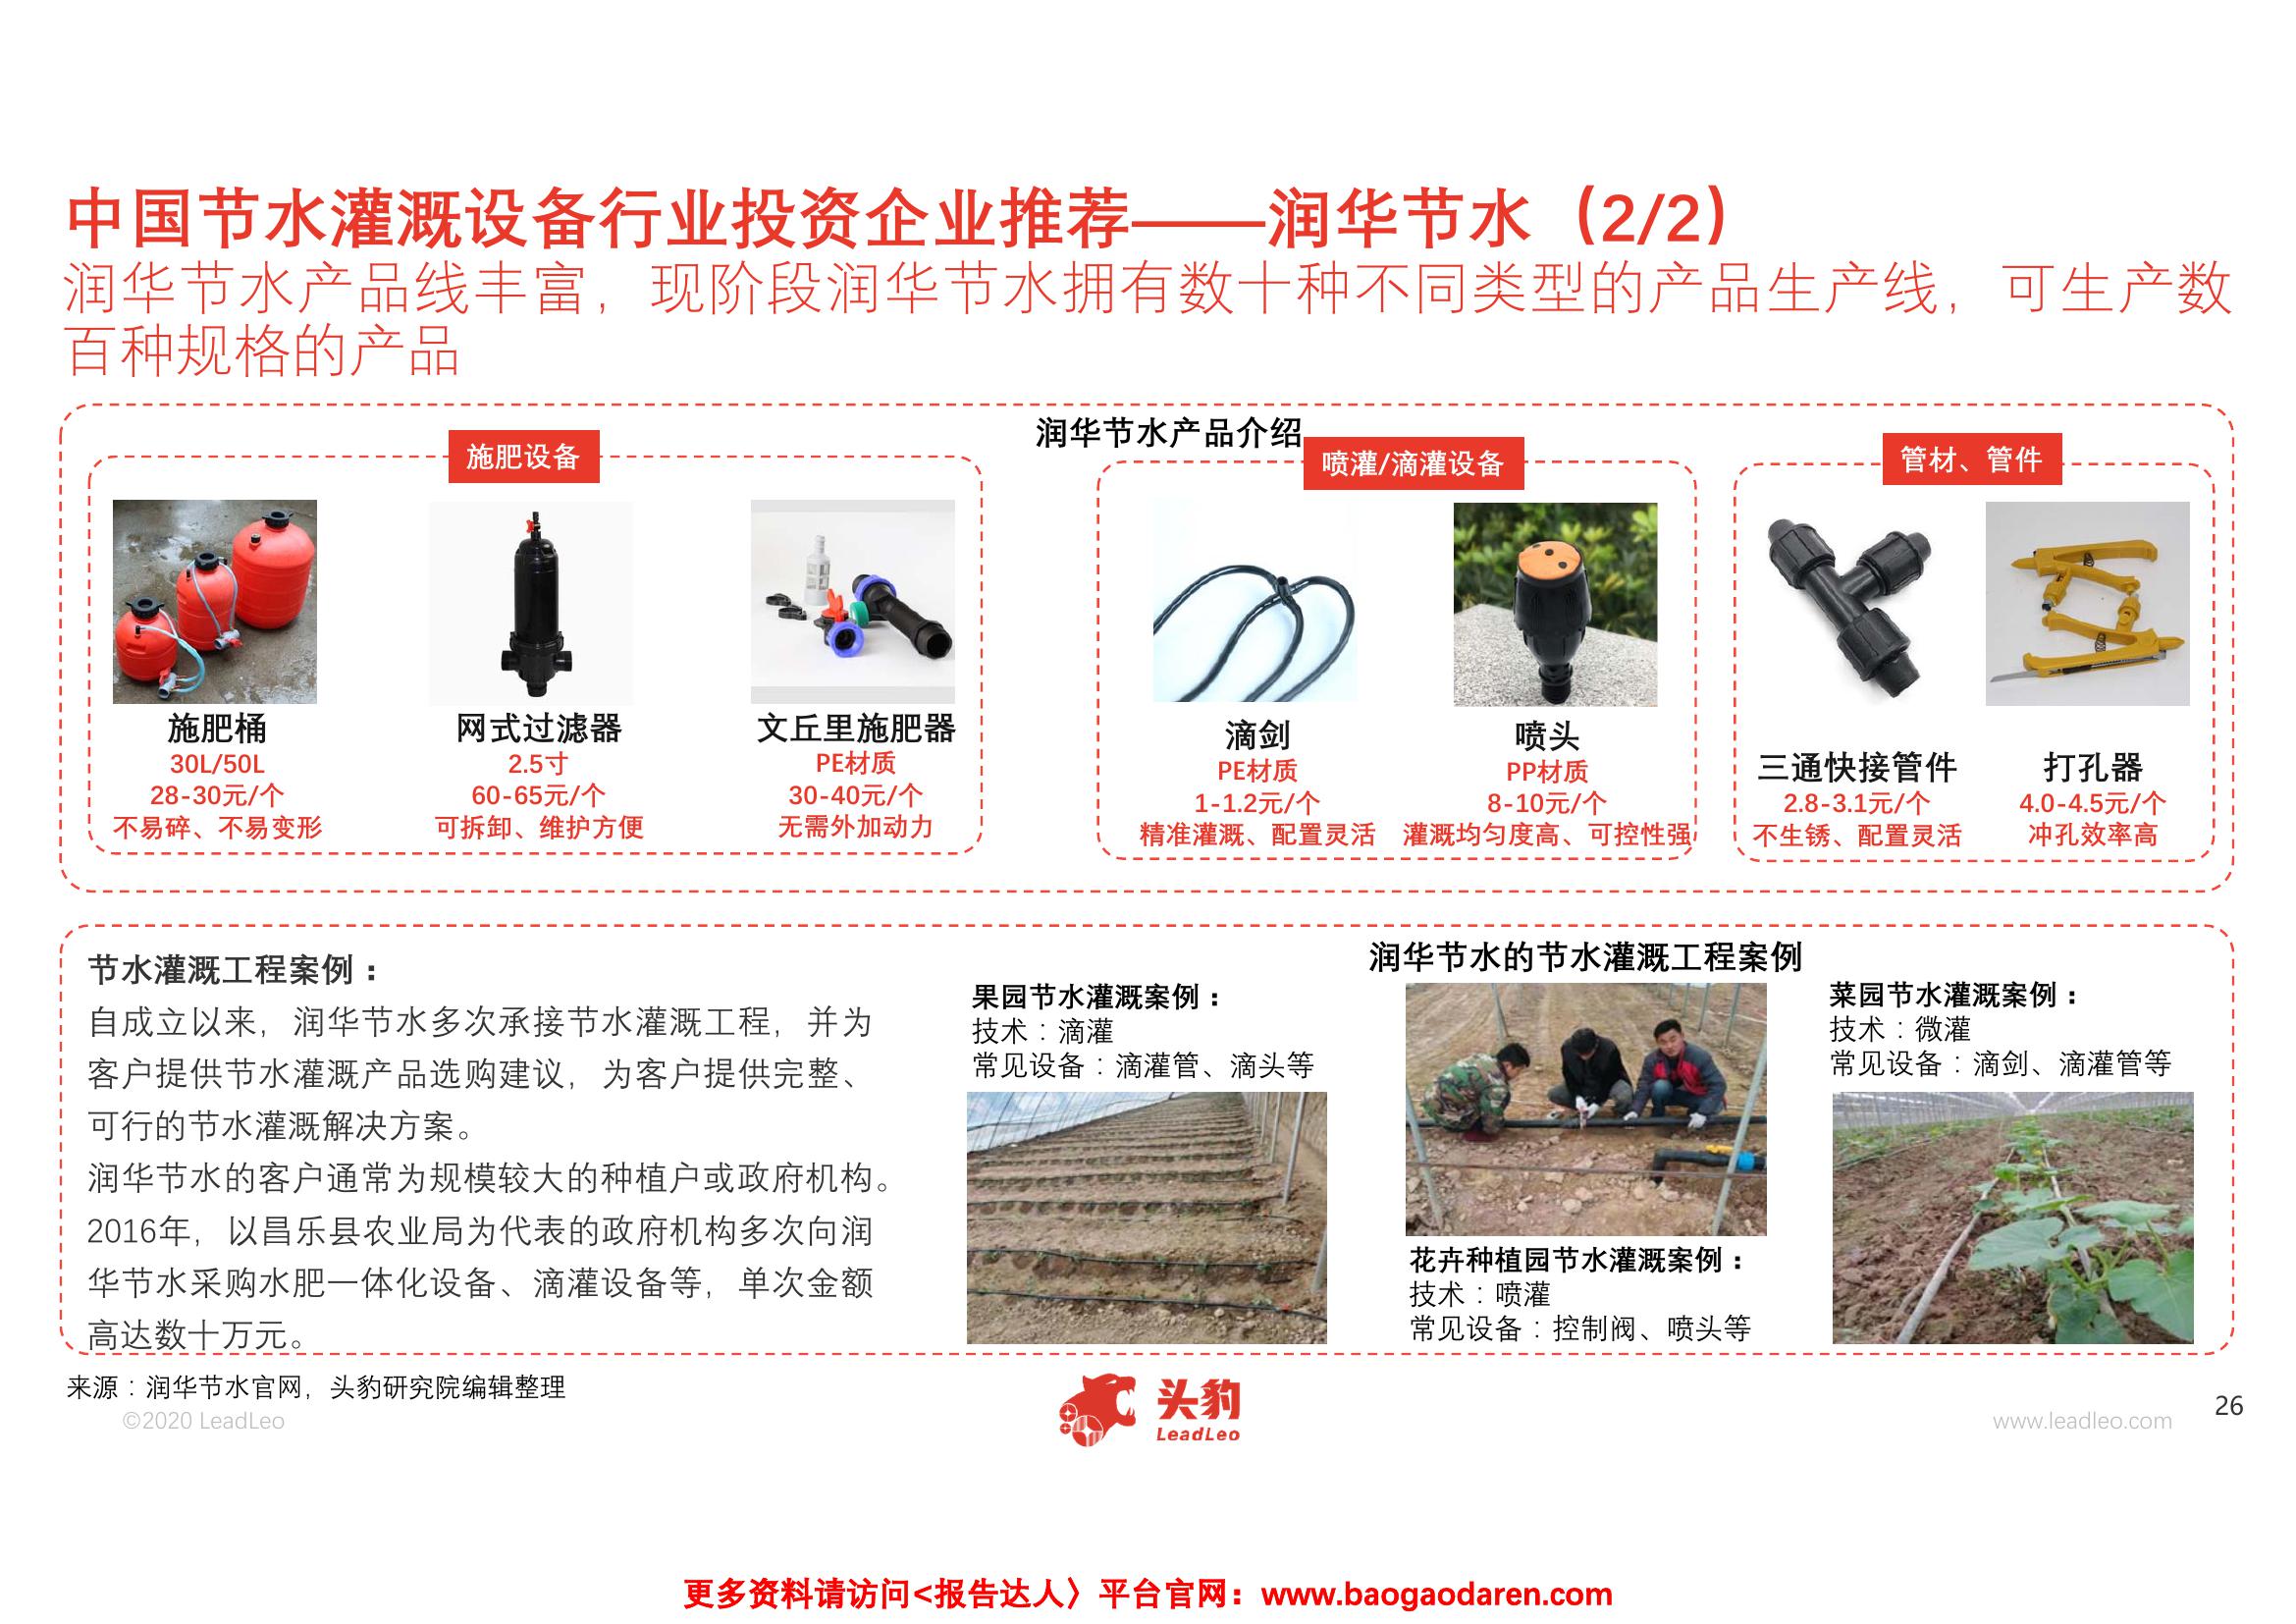 中国节水灌溉设备行业投资企业推荐——润华节水（2/2）
润华节水产品线丰富，现阶段润华节水拥有数十种不同类型的产品生产线，可生产数
百种规格的产品
润华节水产品介绍
施肥设备
施肥桶
30L/50L
28-30元/个
不易碎、不易变形
网式过滤器
2.5寸
60-65元/个
可拆卸、维护方便
文丘里施肥器
PE材质
30-40元/个
无需外加动力
喷灌/滴灌设备
滴剑
PE材质
1-1.2元/个
精准灌溉、配置灵活
喷头
PP材质
8-10元/个
灌溉均匀度高、可控性强
管材、管件
三通快接管件
2.8-3.1元/个
不生锈、配置灵活
打孔器
4.0-4.5元/个
冲孔效率高
节水灌溉工程案例：
自成立以来，润华节水多次承接节水灌溉工程，并为
客户提供节水灌溉产品选购建议，为客户提供完整、
可行的节水灌溉解决方案。
润华节水的客户通常为规模较大的种植户或政府机构。
2016年，以昌乐县农业局为代表的政府机构多次向润
华节水采购水肥一体化设备、滴灌设备等，单次金额
高达数十万元。
润华节水的节水灌溉工程案例
果园节水灌溉案例：
技术：滴灌
常见设备：滴灌管、滴头等
花卉种植园节水灌溉案例：
技术：喷灌
常见设备：控制阀、喷头等
菜园节水灌溉案例：
技术：微灌
常见设备：滴剑、滴灌管等
来源：润华节水官网，头豹研究院编辑整理
©2020 LeadLeo
头豹
LeadLeo
www.leadleo.com
26
更多资料请访问<报告达人〉平台官网：www.baogaodaren.com